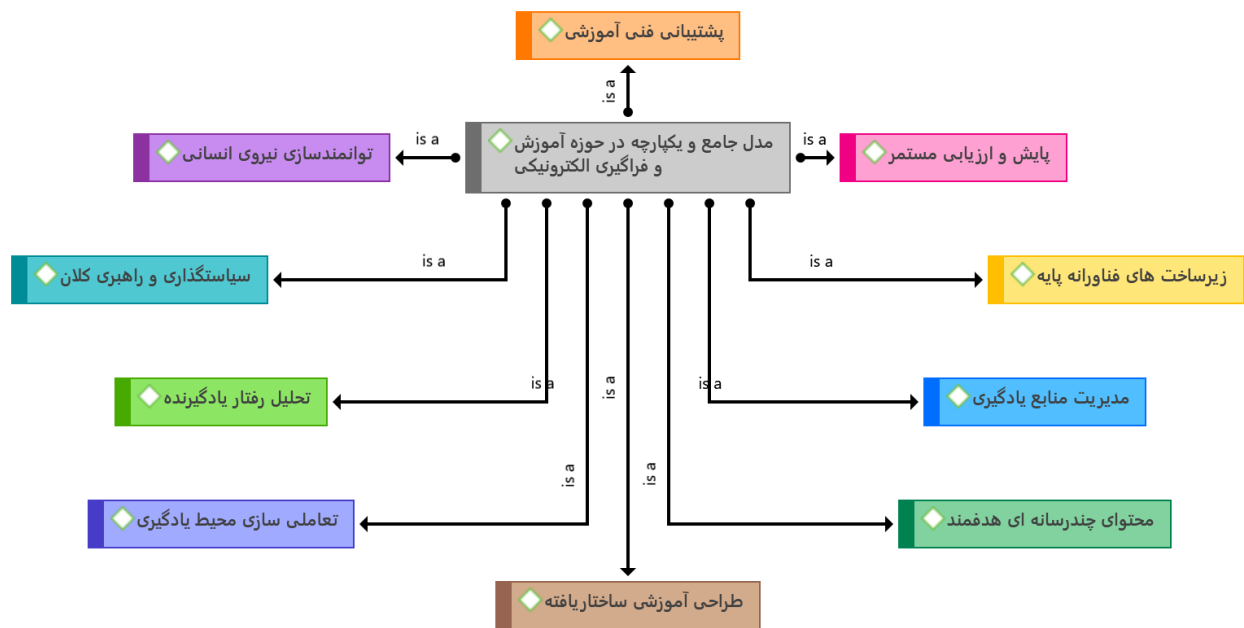 پشتیبانی فنی آموزشی
is a
مدل جامع و یکپارچه در حوزه آموزش
و فراگیری الکترونیکی
is a
پایش و ارزیابی مستمر
is a
توانمندسازی نیروی انسانی
is a
زیرساخت های فناورانه پایه
is a
سیاستگذاری و راهبری کلان
is a
مدیریت منابع یادگیری
is a
is a
تحلیل رفتار یادگیرنده
is a
محتوای چندرسانه ای هدفمند
is a
تعاملی سازی محیط یادگیری
طراحی آموزشی ساختاریافته